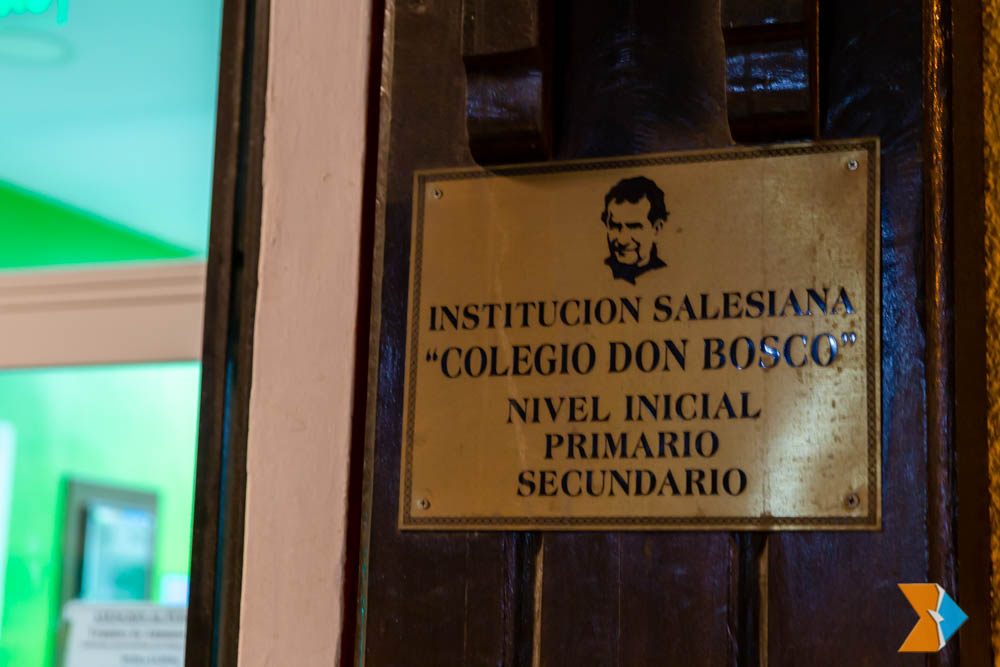 INSTITUCION SALESIANA
“COLEGIO DON BOSCO”
NIVEL INICIAL
PRIMARIO
SECUNDARIO